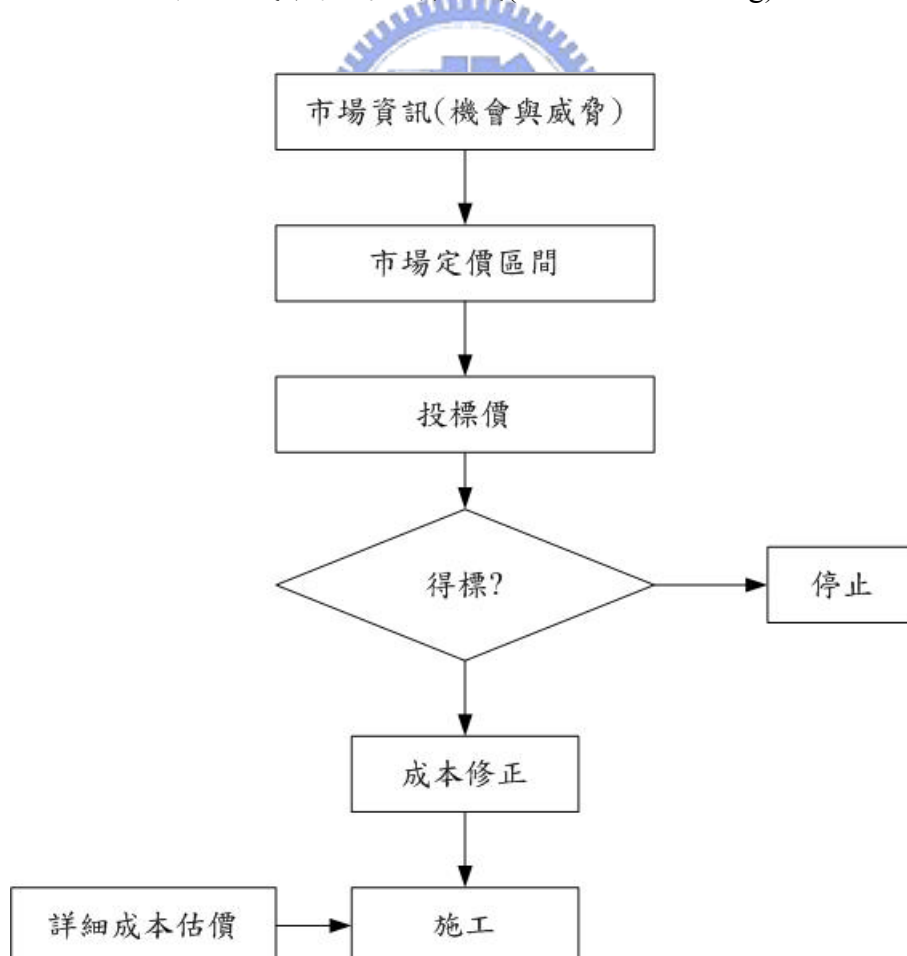 市場資訊(機會與威脅)
市場定價區間
投標價
得標?
停止
成本修正
詳細成本估價
施工